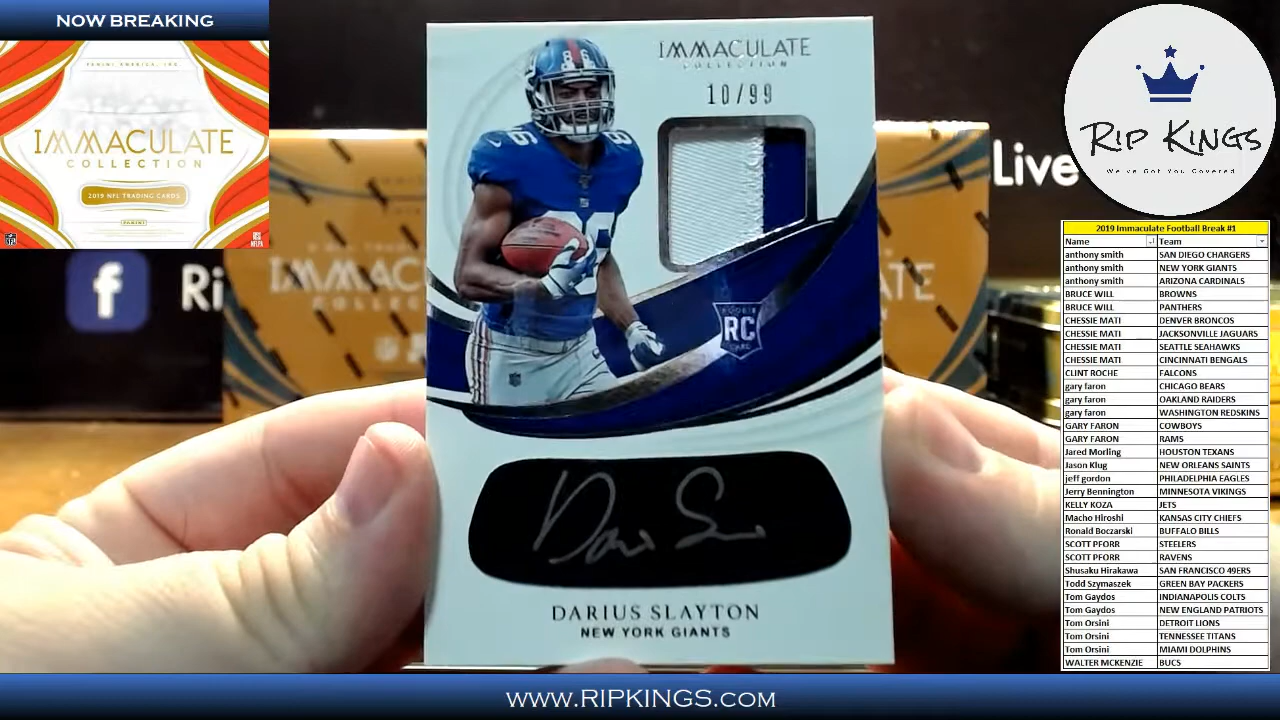 NOW BREAKING
PANINI AMERICA, INC.
IMMACULATE
COLLECTION
2019 NFL TRADING CARDS
PANINI
IMMACULATE
COLLECTION
10/99
86
86
RC
DARIUS SLAYTON
NEW YORK GIANTS
f Ri
Live
RIP KINGS
We've Got You Covered
2019 Immaculate Football Break #1
Name Team
anthony smith SAN DIEGO CHARGERS
anthony smith NEW YORK GIANTS
anthony smith ARIZONA CARDINALS
BRUCE WILL BROWNS
BRUCE WILL PANTHERS
CHESSIE MATI DENVER BRONCOS
CHESSIE MATI JACKSONVILLE JAGUARS
CHESSIE MATI SEATTLE SEAHAWKS
CHESSIE MATI CINCINNATI BENGALS
CLINT ROCHE FALCONS
gary faron CHICAGO BEARS
gary faron OAKLAND RAIDERS
gary faron WASHINGTON REDSKINS
GARY FARON COWBOYS
GARY FARON RAMS
Jared Morling HOUSTON TEXANS
Jason Klug NEW ORLEANS SAINTS
jeff gordon PHILADELPHIA EAGLES
Jerry Bennington MINNESOTA VIKINGS
KELLY KOZA JETS
Macho Hiroshi KANSAS CITY CHIEFS
Ronald Boczarski BUFFALO BILLS
SCOTT PFORR STEELERS
SCOTT PFORR RAVENS
Shusaku Hirakawa SAN FRANCISCO 49ERS
Todd Szymaszek GREEN BAY PACKERS
Tom Gaydos INDIANAPOLIS COLTS
Tom Gaydos NEW ENGLAND PATRIOTS
Tom Orsini DETROIT LIONS
Tom Orsini TENNESSEE TITANS
Tom Orsini MIAMI DOLPHINS
WALTER MCKENZIE BUCS
WWW.RIPKINGS.COM